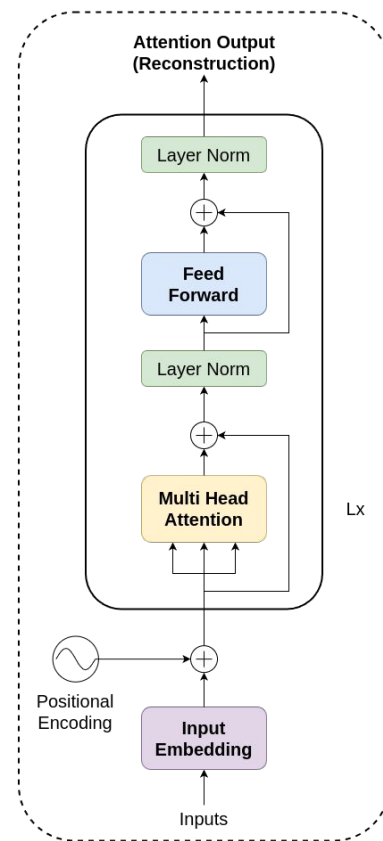 Attention Output
(Reconstruction)
Layer Norm
Feed
Forward
Layer Norm
Multi Head
Attention
Lx
Positional
Encoding
Input
Embedding
Inputs